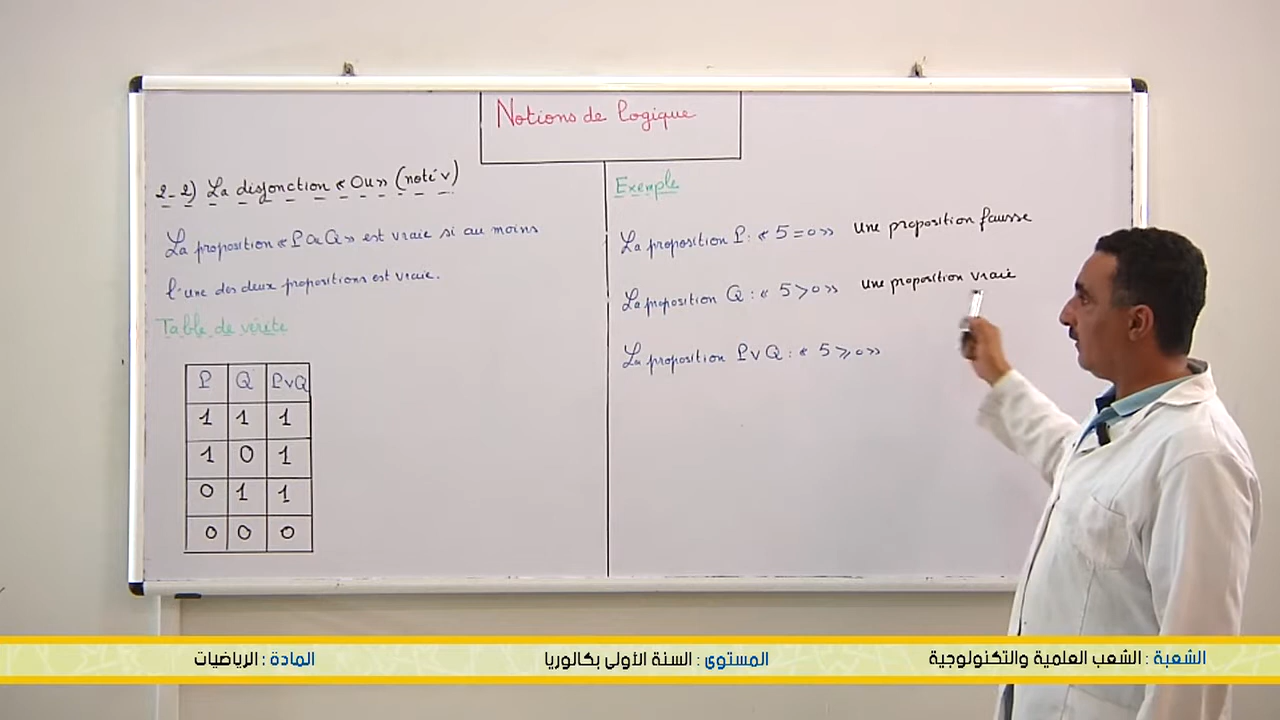 Notions de logique
2-2) La disjonction « Ou » (noté v)
La proposition « P ou Q » est vraie si au moins
l'une des deux propositions est vraie.
Table de vérité
P Q P∨Q
1 1 1
1 0 1
0 1 1
0 0 0
Exemple
La proposition P : « 5 = 0 » une proposition fausse
La proposition Q : « 5 > 0 » une proposition vraie
La proposition P∨Q : « 5 ⩾ 0 »
الشعبة : الشعب العلمية والتكنولوجية
المستوى : السنة الأولى بكالوريا
المادة : الرياضيات